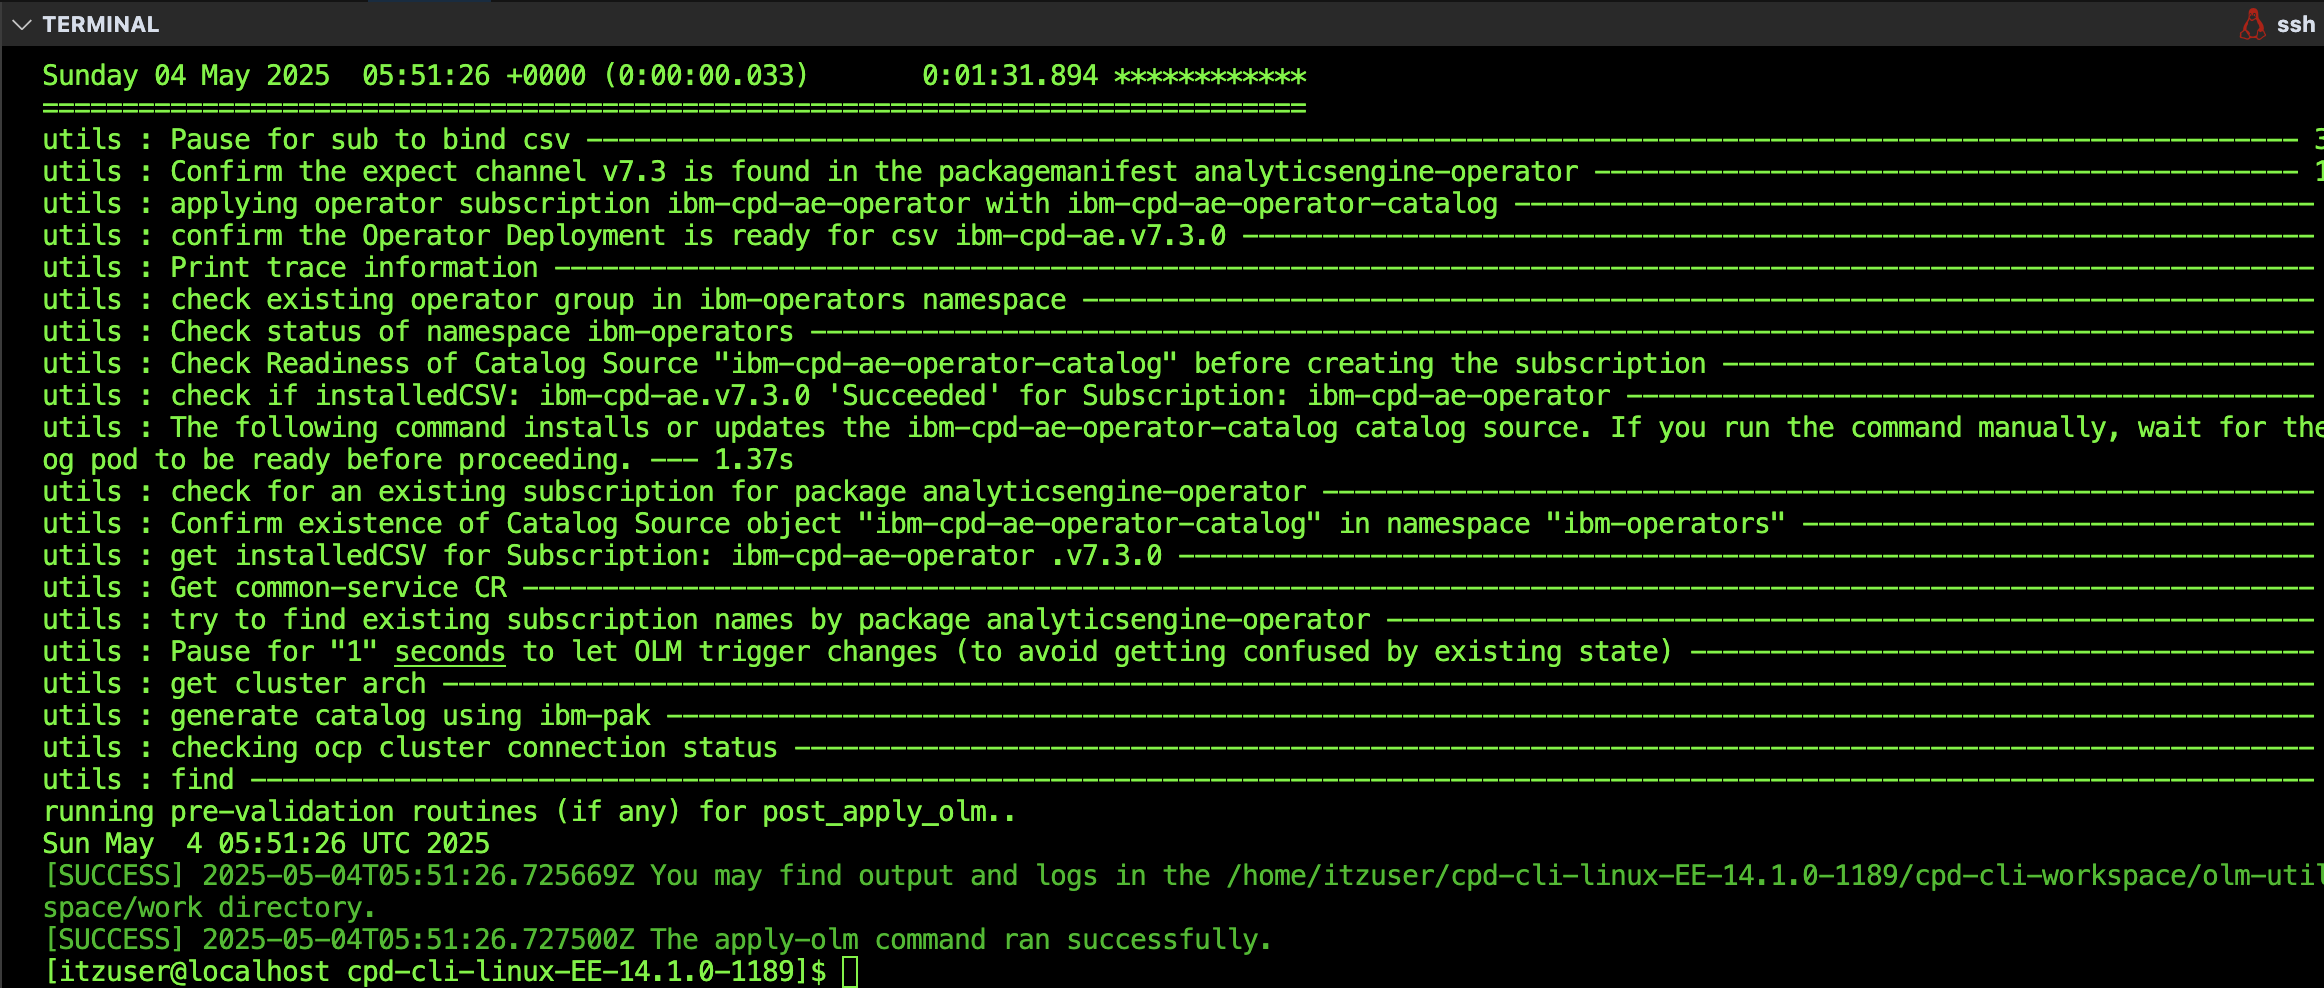 TERMINAL
ssh
Sunday 04 May 2025  05:51:26 +0000 (0:00:00.033)       0:01:31.894 ************
===============================================================================
utils : Pause for sub to bind csv ----------------------------------------------------------------------------------------------------------- 3
utils : Confirm the expect channel v7.3 is found in the packagemanifest analyticsengine-operator -------------------------------------------- 1
utils : applying operator subscription ibm-cpd-ae-operator with ibm-cpd-ae-operator-catalog --------------------------------------------------
utils : confirm the Operator Deployment is ready for csv ibm-cpd-ae.v7.3.0 -------------------------------------------------------------------
utils : Print trace information --------------------------------------------------------------------------------------------------------------
utils : check existing operator group in ibm-operators namespace -----------------------------------------------------------------------------
utils : Check status of namespace ibm-operators ----------------------------------------------------------------------------------------------
utils : Check Readiness of Catalog Source "ibm-cpd-ae-operator-catalog" before creating the subscription -------------------------------------
utils : check if installedCSV: ibm-cpd-ae.v7.3.0 'Succeeded' for Subscription: ibm-cpd-ae-operator -------------------------------------------
utils : The following command installs or updates the ibm-cpd-ae-operator-catalog catalog source. If you run the command manually, wait for the
og pod to be ready before proceeding. --- 1.37s
utils : check for an existing subscription for package analyticsengine-operator --------------------------------------------------------------
utils : Confirm existence of Catalog Source object "ibm-cpd-ae-operator-catalog" in namespace "ibm-operators" --------------------------------
utils : get installedCSV for Subscription: ibm-cpd-ae-operator .v7.3.0 -----------------------------------------------------------------------
utils : Get common-service CR ----------------------------------------------------------------------------------------------------------------
utils : try to find existing subscription names by package analyticsengine-operator ----------------------------------------------------------
utils : Pause for "1" seconds to let OLM trigger changes (to avoid getting confused by existing state) ---------------------------------------
utils : get cluster arch ---------------------------------------------------------------------------------------------------------------------
utils : generate catalog using ibm-pak -------------------------------------------------------------------------------------------------------
utils : checking ocp cluster connection status -----------------------------------------------------------------------------------------------
utils : find ---------------------------------------------------------------------------------------------------------------------------------
running pre-validation routines (if any) for post_apply_olm..
Sun May  4 05:51:26 UTC 2025
[SUCCESS] 2025-05-04T05:51:26.725669Z You may find output and logs in the /home/itzuser/cpd-cli-linux-EE-14.1.0-1189/cpd-cli-workspace/olm-util
space/work directory.
[SUCCESS] 2025-05-04T05:51:26.727500Z The apply-olm command ran successfully.
[itzuser@localhost cpd-cli-linux-EE-14.1.0-1189]$